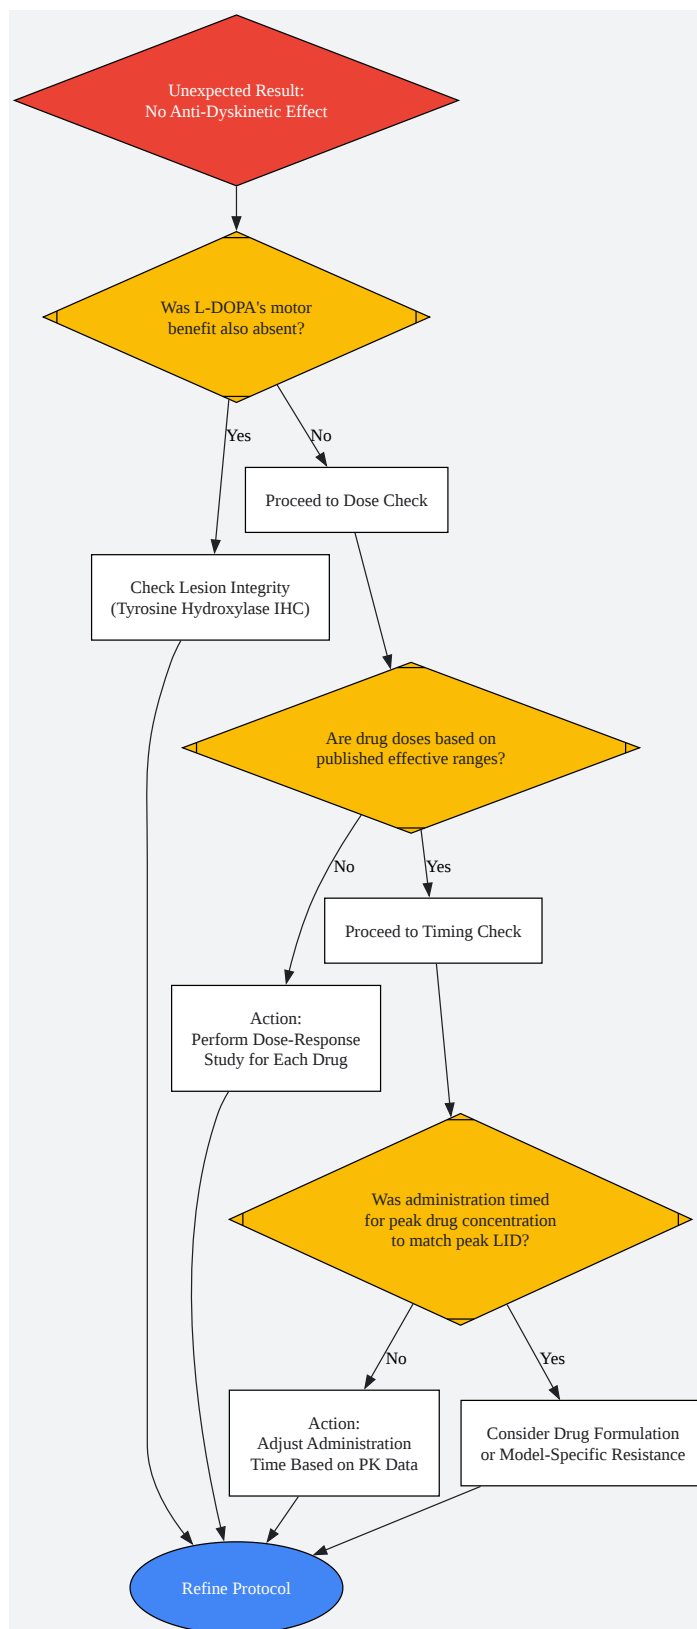 Unexpected Result:
No Anti-Dyskinetic Effect
Was L-DOPA's motor
benefit also absent?
Yes
No
Proceed to Dose Check
Check Lesion Integrity
(Tyrosine Hydroxylase IHC)
Are drug doses based on
published effective ranges?
No
Yes
Proceed to Timing Check
Action:
Perform Dose-Response
Study for Each Drug
Was administration timed
for peak drug concentration
to match peak LID?
No
Yes
Action:
Adjust Administration
Time Based on PK Data
Consider Drug Formulation
or Model-Specific Resistance
Refine Protocol